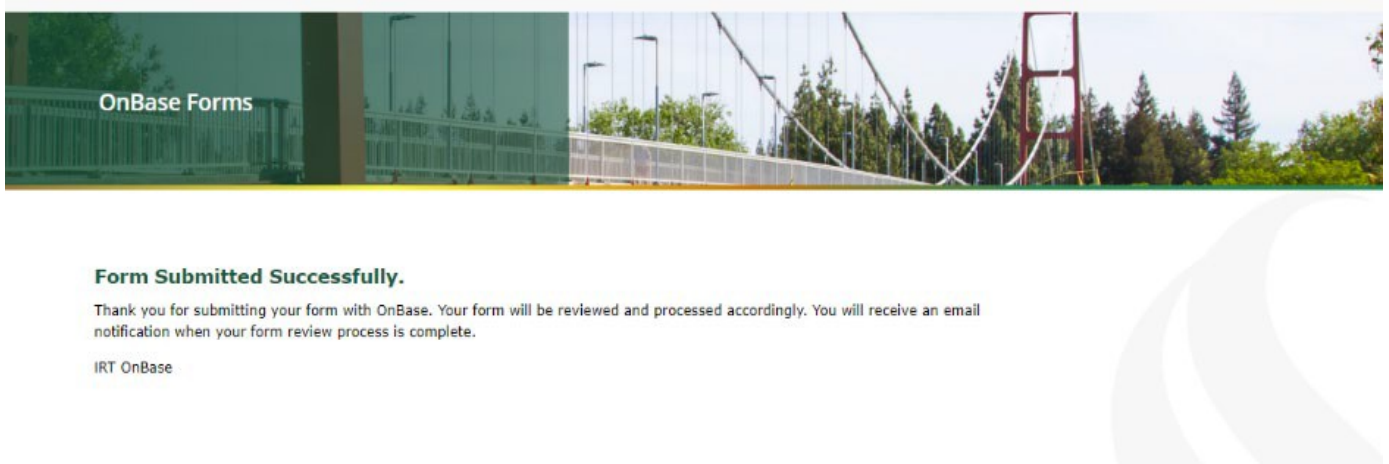 OnBase Forms
Form Submitted Successfully.
Thank you for submitting your form with OnBase. Your form will be reviewed and processed accordingly. You will receive an email
notification when your form review process is complete.
IRT OnBase